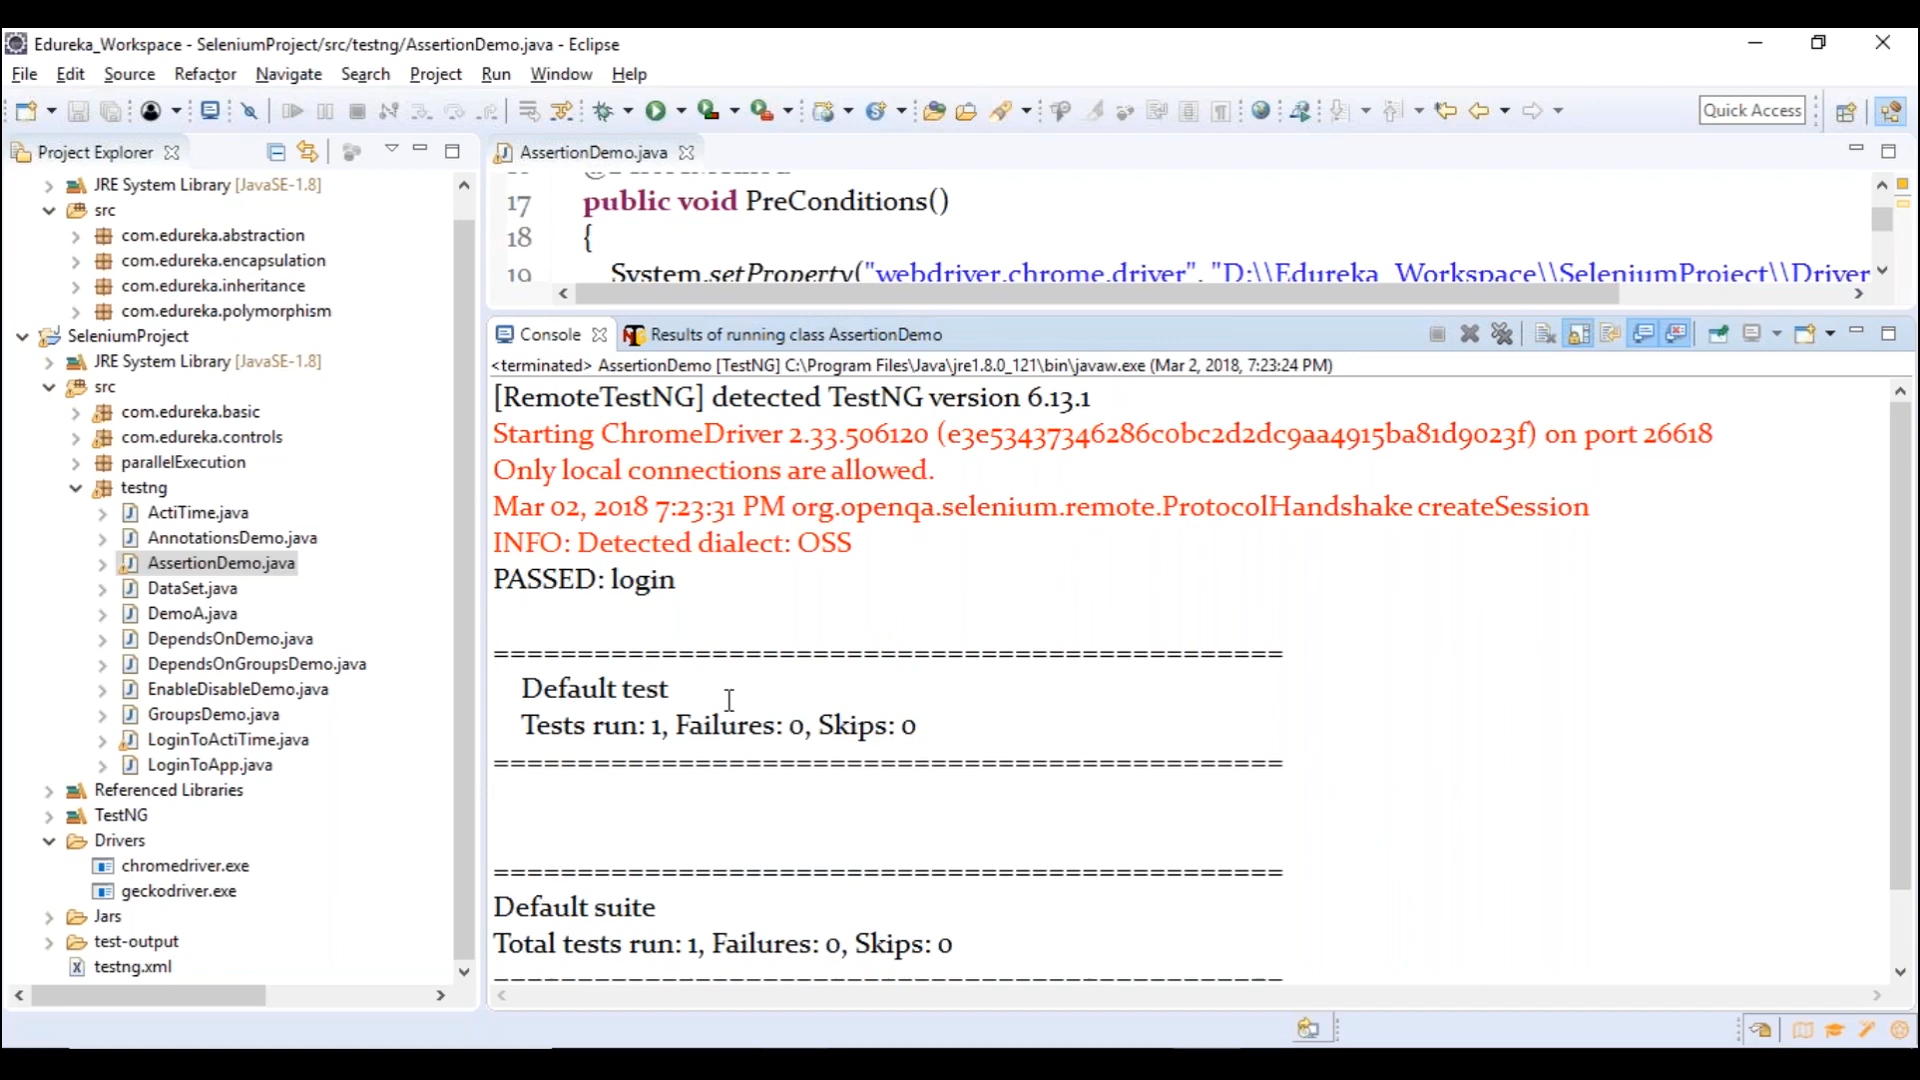 Edureka_Workspace - SeleniumProject/src/testng/AssertionDemo.java - Eclipse
File Edit Source Refactor Navigate Search Project Run Window Help
Quick Access
Project Explorer
JRE System Library [JavaSE-1.8]
src
com.edureka.abstraction
com.edureka.encapsulation
com.edureka.inheritance
com.edureka.polymorphism
SeleniumProject
JRE System Library [JavaSE-1.8]
src
com.edureka.basic
com.edureka.controls
parallelExecution
testng
ActiTime.java
AnnotationsDemo.java
AssertionDemo.java
DataSet.java
DemoA.java
DependsOnDemo.java
DependsOnGroupsDemo.java
EnableDisableDemo.java
GroupsDemo.java
LoginToActiTime.java
LoginToApp.java
Referenced Libraries
TestNG
Drivers
chromedriver.exe
geckodriver.exe
Jars
test-output
testng.xml
AssertionDemo.java
17 public void PreConditions()
18 {
19 System.setProperty("webdriver.chrome.driver", "D:\\Edureka_Workspace\\SeleniumProject\\Driver
Console Results of running class AssertionDemo
<terminated> AssertionDemo [TestNG] C:\Program Files\Java\jre1.8.0_121\bin\javaw.exe (Mar 2, 2018, 7:23:24 PM)
[RemoteTestNG] detected TestNG version 6.13.1
Starting ChromeDriver 2.33.506120 (e3e53437346286c0bc2d2dc9aa4915ba81d9023f) on port 26618
Only local connections are allowed.
Mar 02, 2018 7:23:31 PM org.openqa.selenium.remote.ProtocolHandshake createSession
INFO: Detected dialect: OSS
PASSED: login
===============================================
Default test
Tests run: 1, Failures: 0, Skips: 0
===============================================
===============================================
Default suite
Total tests run: 1, Failures: 0, Skips: 0
===============================================